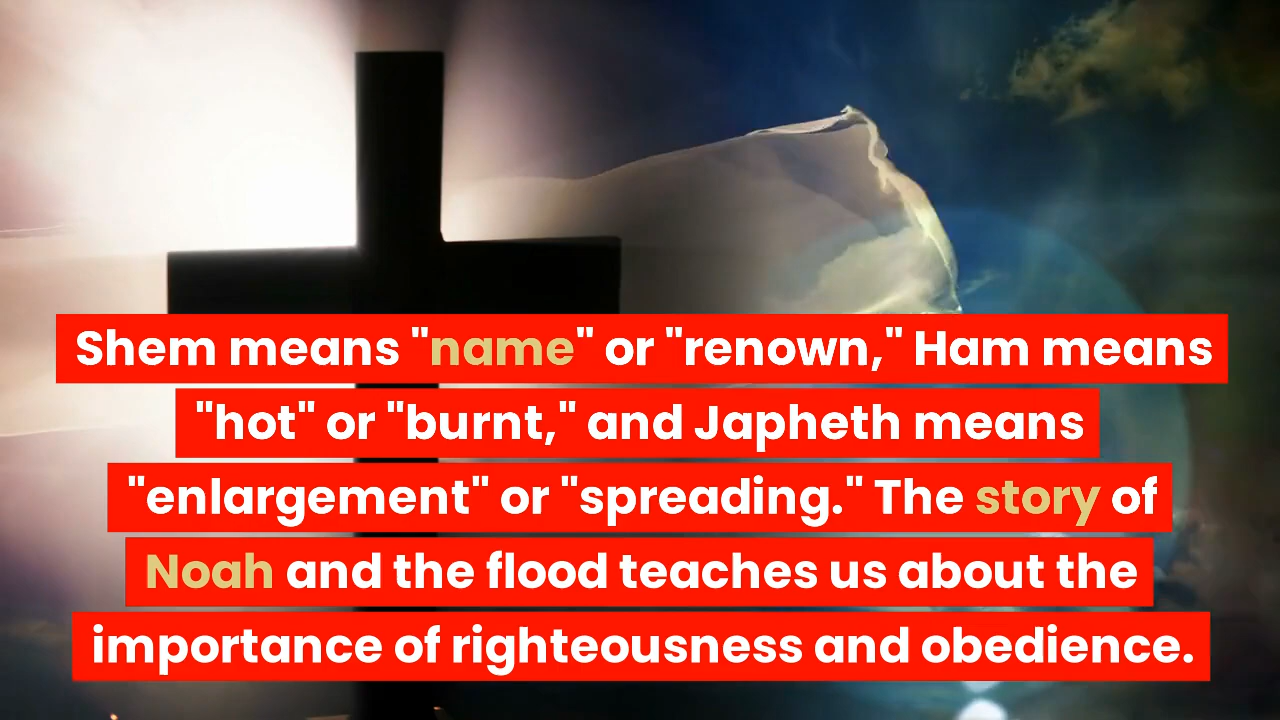 Shem means "name" or "renown," Ham means
"hot" or "burnt," and Japheth means
"enlargement" or "spreading." The story of
Noah and the flood teaches us about the
importance of righteousness and obedience.